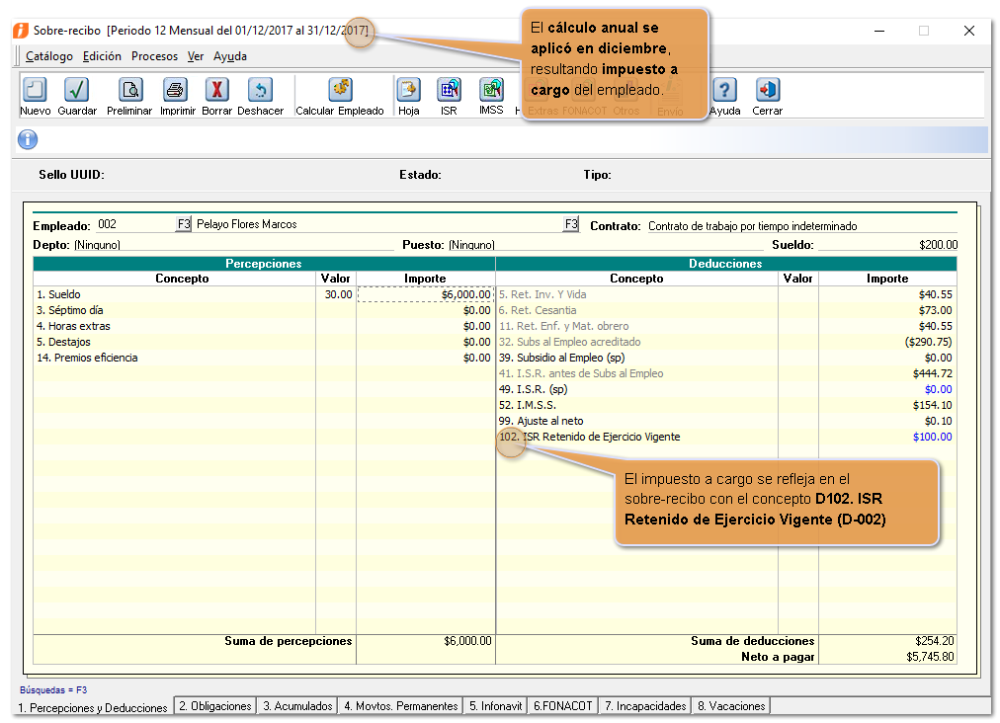 Sobre-recibo [Periodo 12 Mensual del 01/12/2017 al 31/12/2017]
El cálculo anual se
aplicó en diciembre,
resultando impuesto a
cargo del empleado.
Catálogo Edición Procesos Ver Ayuda
Nuevo Guardar Preliminar Imprimir Borrar Deshacer Calcular Empleado Hoja ISR IMSS H Extras FONACOT Otros Envío Ayuda Cerrar
Sello UUID: Estado: Tipo:
Empleado: 002 F3 Pelayo Flores Marcos F3 Contrato: Contrato de trabajo por tiempo indeterminado
Depto: (Ninguno) Puesto: (Ninguno) Sueldo: $200.00
Percepciones Deducciones
Concepto Valor Importe Concepto Valor Importe
1. Sueldo 30.00 $6,000.00 5. Ret. Inv. Y Vida $40.55
3. Séptimo día $0.00 6. Ret. Cesantia $73.00
4. Horas extras $0.00 11. Ret. Enf. y Mat. obrero $40.55
5. Destajos $0.00 32. Subs al Empleo acreditado ($290.75)
14. Premios eficiencia $0.00 39. Subsidio al Empleo (sp) $0.00
41. I.S.R. antes de Subs al Empleo $444.72
49. I.S.R. (sp) $0.00
52. I.M.S.S. $154.10
99. Ajuste al neto $0.10
102. ISR Retenido de Ejercicio Vigente $100.00
El impuesto a cargo se refleja en el
sobre-recibo con el concepto D102. ISR
Retenido de Ejercicio Vigente (D-002)
Suma de percepciones $6,000.00 Suma de deducciones $254.20
Neto a pagar $5,745.80
Búsquedas = F3
1. Percepciones y Deducciones 2. Obligaciones 3. Acumulados 4. Movtos. Permanentes 5. Infonavit 6.FONACOT 7. Incapacidades 8. Vacaciones